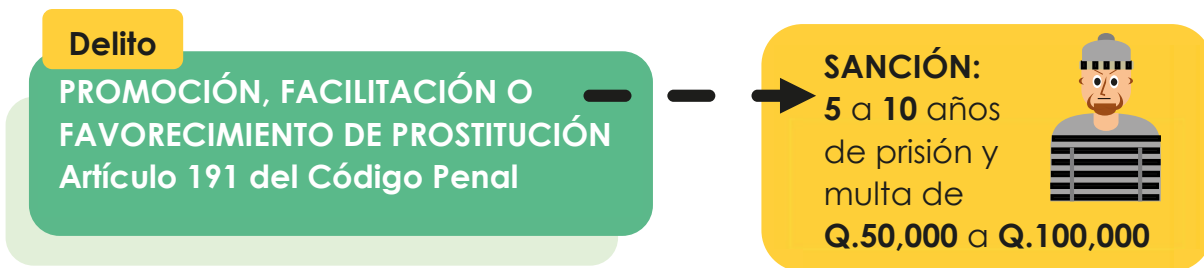 Delito
PROMOCIÓN, FACILITACIÓN O
FAVORECIMIENTO DE PROSTITUCIÓN
Artículo 191 del Código Penal
SANCIÓN:
5 a 10 años
de prisión y
multa de
Q.50,000 a Q.100,000